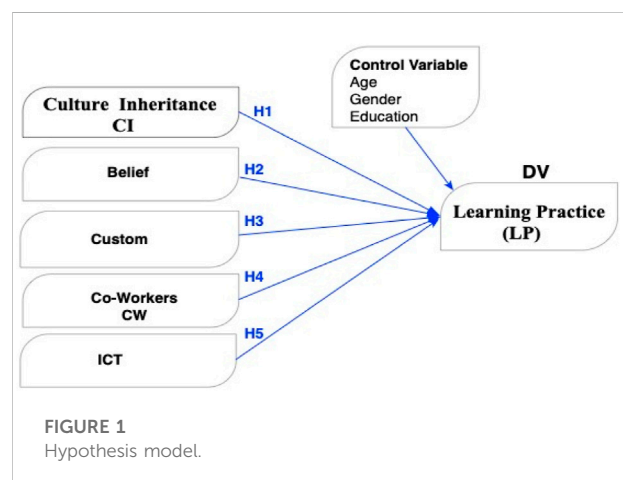 Control Variable
Age
Gender
Education
Culture Inheritance
CI
H1
Belief
H2
Custom
H3
Co-Workers
CW
H4
ICT
H5
DV
Learning Practice
(LP)
FIGURE 1
Hypothesis model.